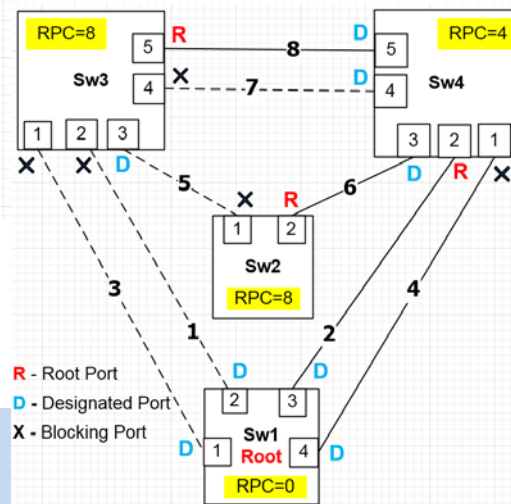 RPC=8
R
D
RPC=4
5
8
5
Sw3
X
D
Sw4
4
7
4
1
2
3
3
2
1
X
X
D
D
R
X
5
X
R
6
1
2
Sw2
3
RPC=8
4
1
2
R - Root Port
D
D
D - Designated Port
2
3
X - Blocking Port
Sw1
D
1
Root
4
D
RPC=0